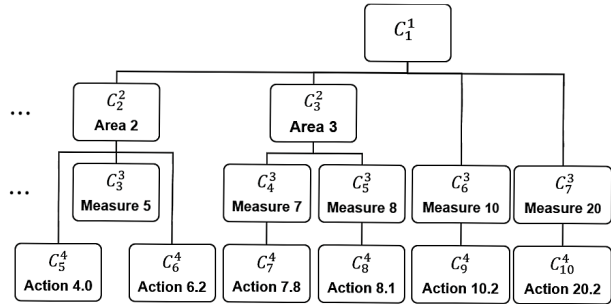 C_1^1
... C_2^2 C_3^2
Area 2 Area 3
... C_3^3 C_4^3 C_5^3 C_6^3 C_7^3
Measure 5 Measure 7 Measure 8 Measure 10 Measure 20
C_5^4 C_6^4 C_7^4 C_8^4 C_9^4 C_10^4
Action 4.0 Action 6.2 Action 7.8 Action 8.1 Action 10.2 Action 20.2